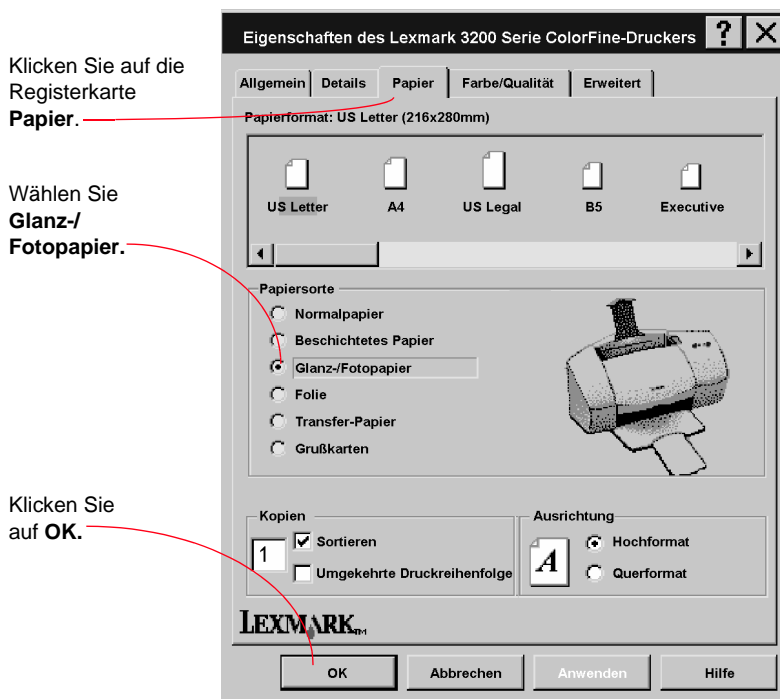 Klicken Sie auf die
Registerkarte
Papier.
Wählen Sie
Glanz-/
Fotopapier.
Klicken Sie
auf OK.
Eigenschaften des Lexmark 3200 Serie ColorFine-Druckers ? X
Allgemein Details Papier Farbe/Qualität Erweitert
Papierformat: US Letter (216x280mm)
US Letter A4 US Legal B5 Executive
Papiersorte
Normalpapier
Beschichtetes Papier
Glanz-/Fotopapier
Folie
Transfer-Papier
Grußkarten
Kopien
1
Sortieren
Umgekehrte Druckreihenfolge
Ausrichtung
A
Hochformat
Querformat
LEXMARK™
OK Abbrechen Anwenden Hilfe